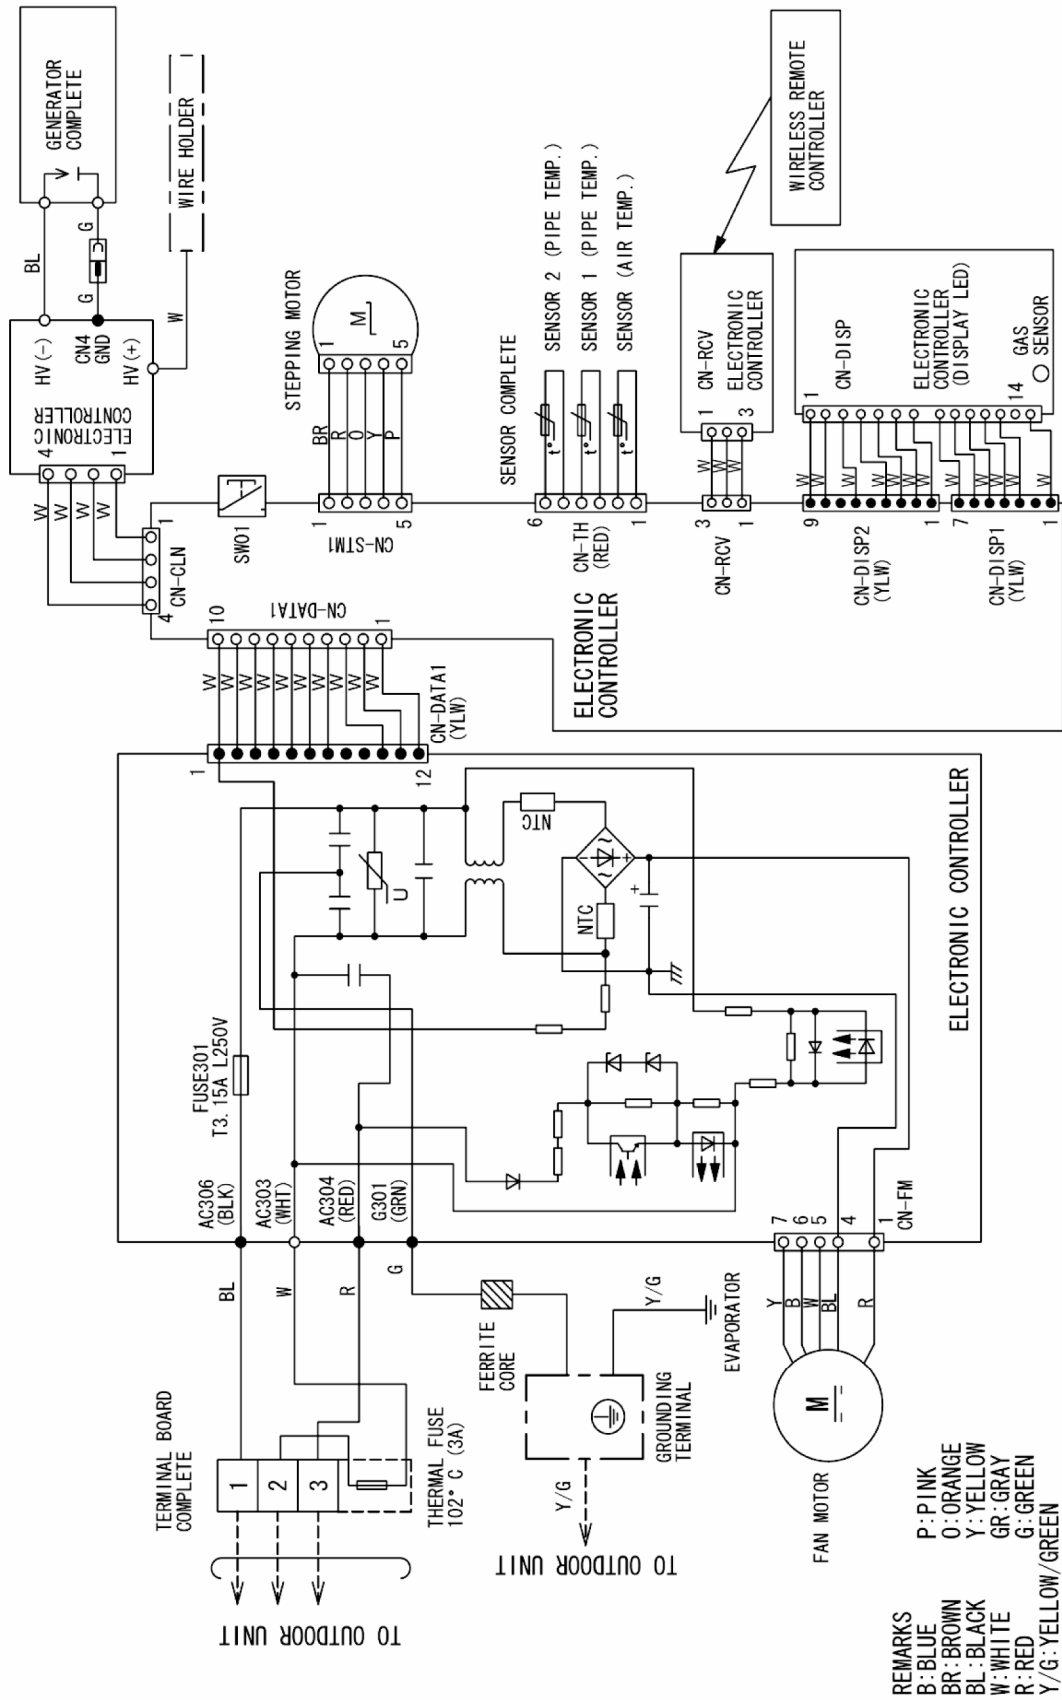 GENERATOR
COMPLETE
WIRE HOLDER
BL
G
G
W
HV(-)
CN4
GND
HV(+)
ELECTRONIC
CONTROLLER
4
1
W
W
W
W
1
CN-CLN
4
SW01
STEPPING MOTOR
M
1
5
BR
R
O
Y
P
1
5
CN-STM1
SENSOR COMPLETE
SENSOR 2 (PIPE TEMP.)
SENSOR 1 (PIPE TEMP.)
SENSOR (AIR TEMP.)
t°
t°
t°
6
1
CN-TH
(RED)
WIRELESS REMOTE
CONTROLLER
CN-RCV
ELECTRONIC
CONTROLLER
1
3
W
W
W
3
1
CN-RCV
CN-DISP
ELECTRONIC
CONTROLLER
(DISPLAY LED)
GAS
SENSOR
1
14
W
W
W
W
W
W
W
W
W
W
W
W
W
W
9
1
CN-DISP2
(YLW)
7
1
CN-DISP1
(YLW)
ELECTRONIC
CONTROLLER
CN-DATA1
10
1
W
W
W
W
W
W
W
W
W
W
CN-DATA1
(YLW)
1
12
ELECTRONIC CONTROLLER
NTC
NTC
U
~
~
-
+
+
FUSE301
T3.15A L250V
AC306
(BLK)
AC303
(WHT)
AC304
(RED)
G301
(GRN)
7
6
5
4
1
CN-FM
BL
W
R
G
FERRITE
CORE
Y/G
EVAPORATOR
GROUNDING
TERMINAL
Y/G
TO OUTDOOR UNIT
Y
B
W
BL
R
M
FAN MOTOR
TERMINAL BOARD
COMPLETE
1
2
3
THERMAL FUSE
102°C (3A)
TO OUTDOOR UNIT
REMARKS
B:BLUE P:PINK
BR:BROWN O:ORANGE
BL:BLACK Y:YELLOW
W:WHITE GR:GRAY
R:RED G:GREEN
Y/G:YELLOW/GREEN